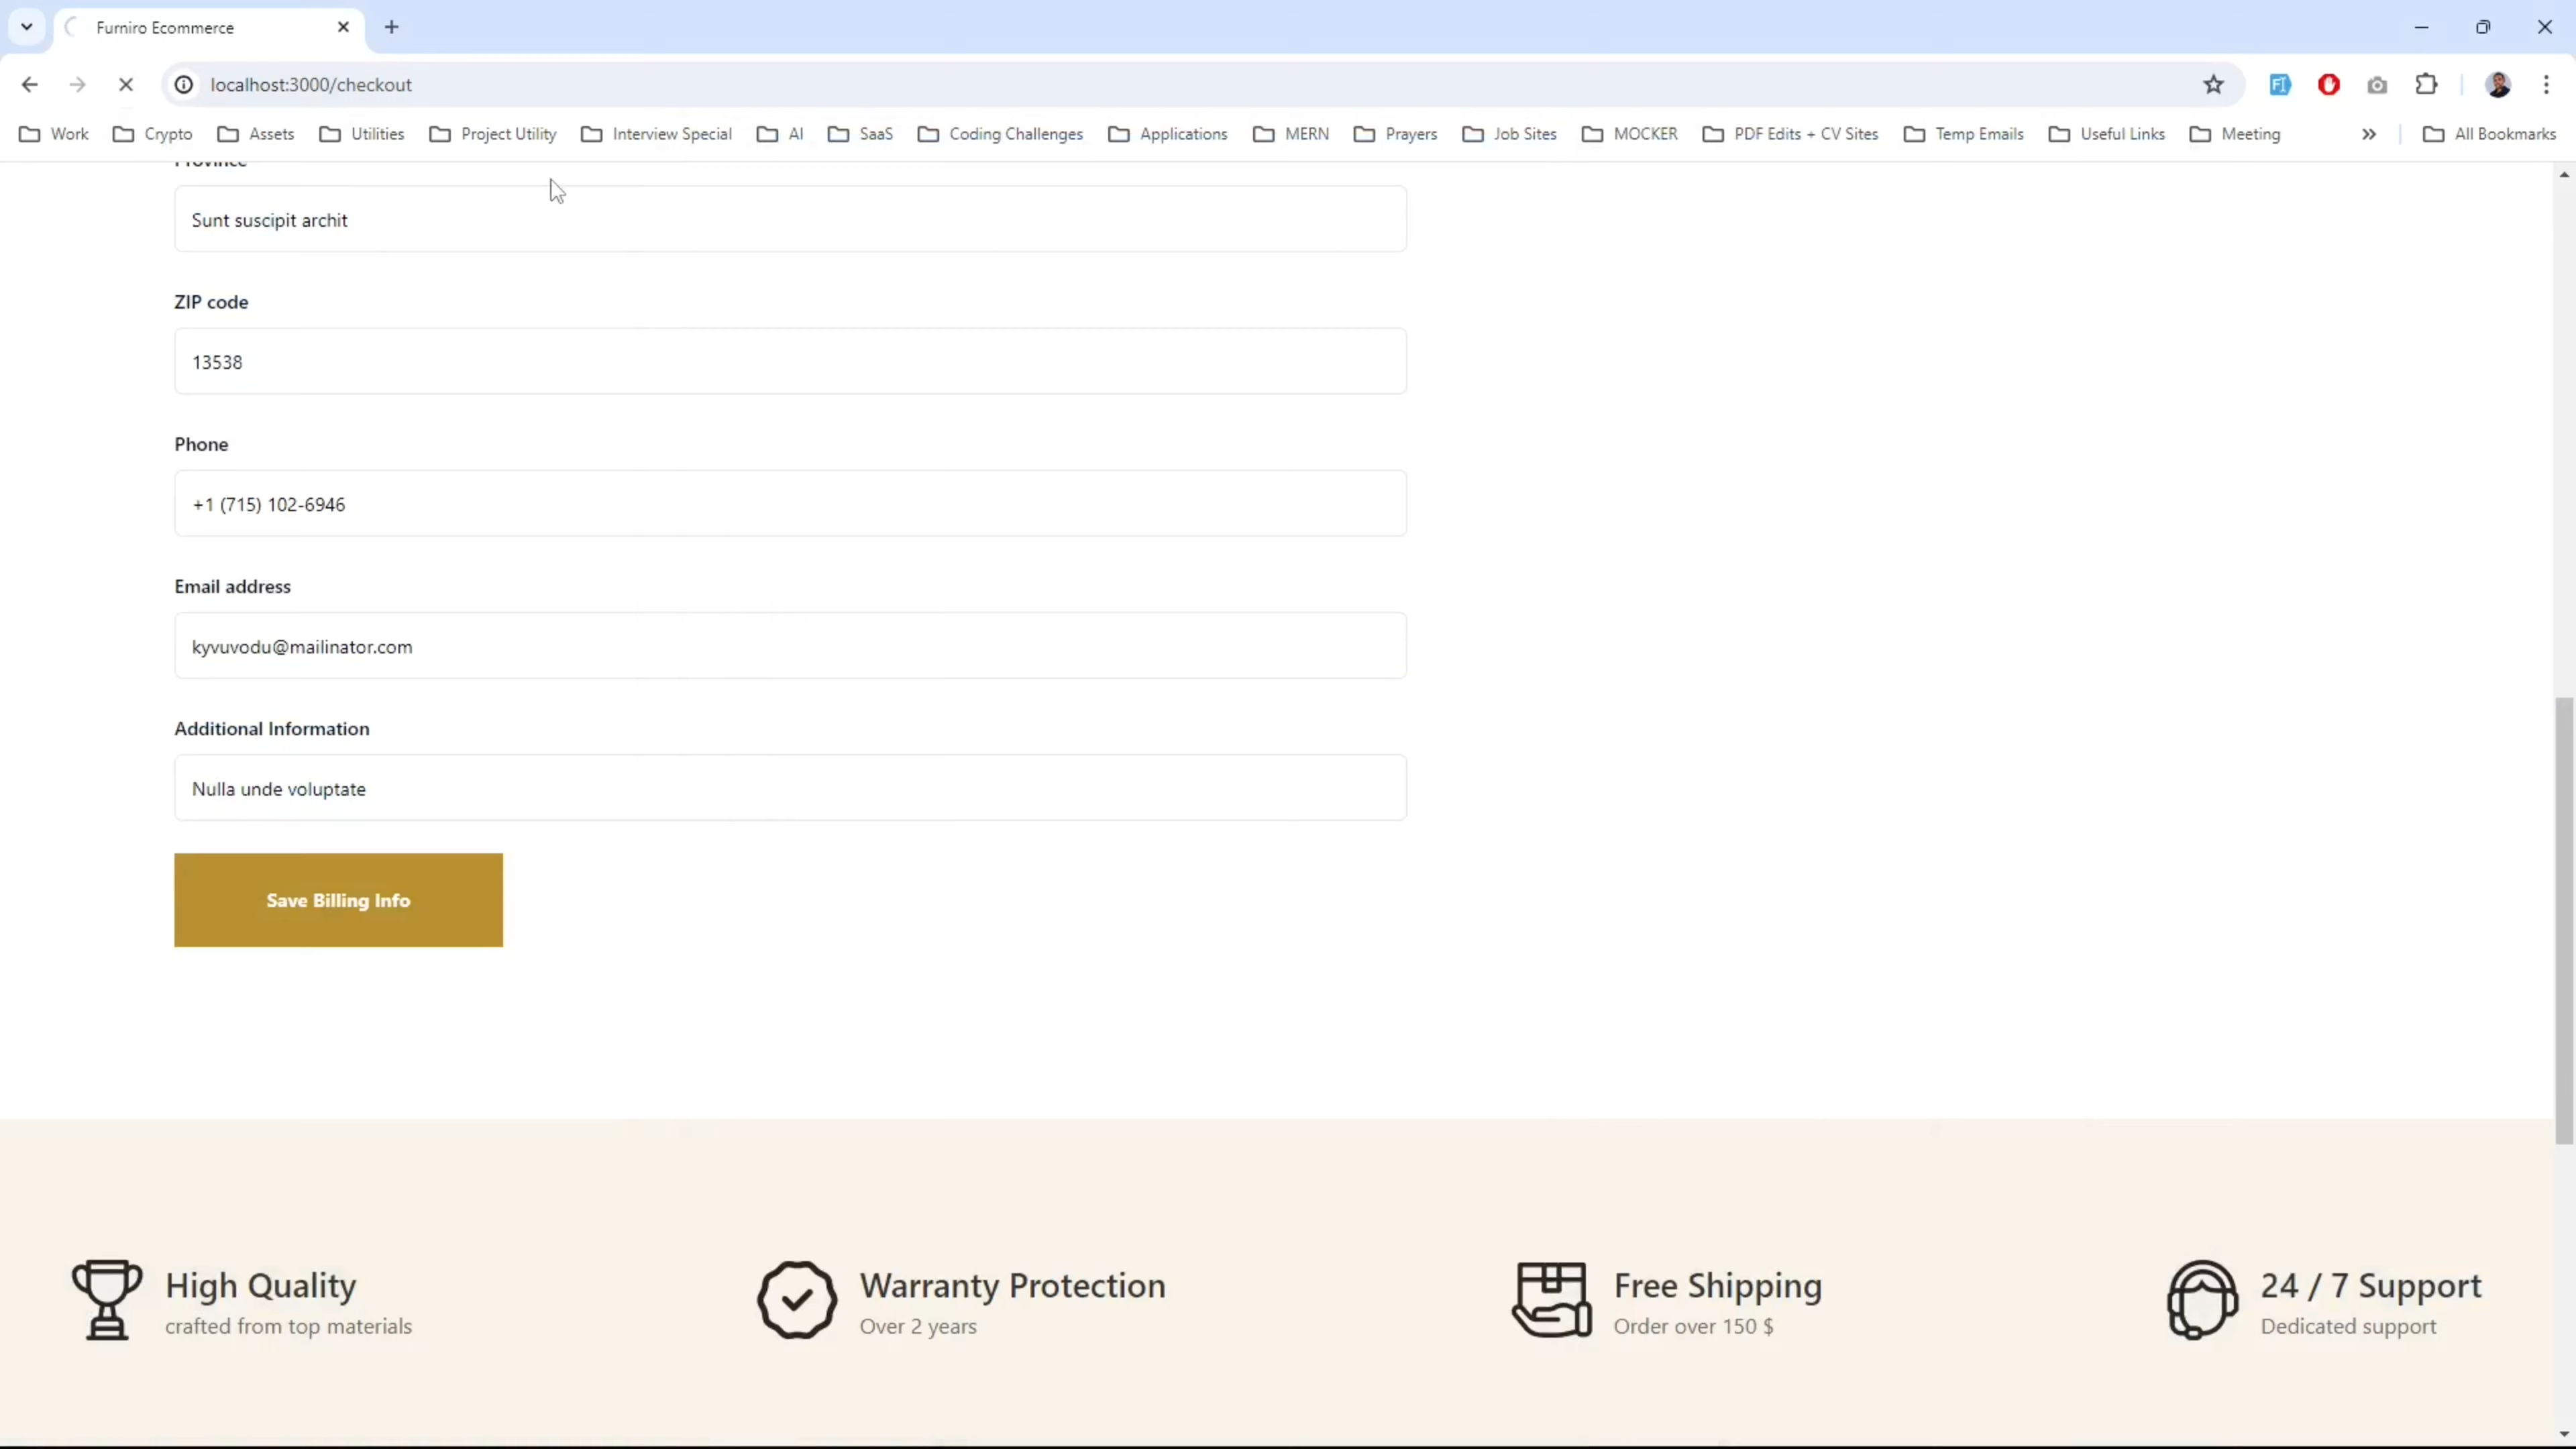 Furniro Ecommerce
localhost:3000/checkout
Work Crypto Assets Utilities Project Utility Interview Special AI SaaS Coding Challenges Applications MERN Prayers Job Sites MOCKER PDF Edits + CV Sites Temp Emails Useful Links Meeting » All Bookmarks
Province
Sunt suscipit archit
ZIP code
13538
Phone
+1 (715) 102-6946
Email address
kyvuvodu@mailinator.com
Additional Information
Nulla unde voluptate
Save Billing Info
High Quality
crafted from top materials
Warranty Protection
Over 2 years
Free Shipping
Order over 150 $
24 / 7 Support
Dedicated support